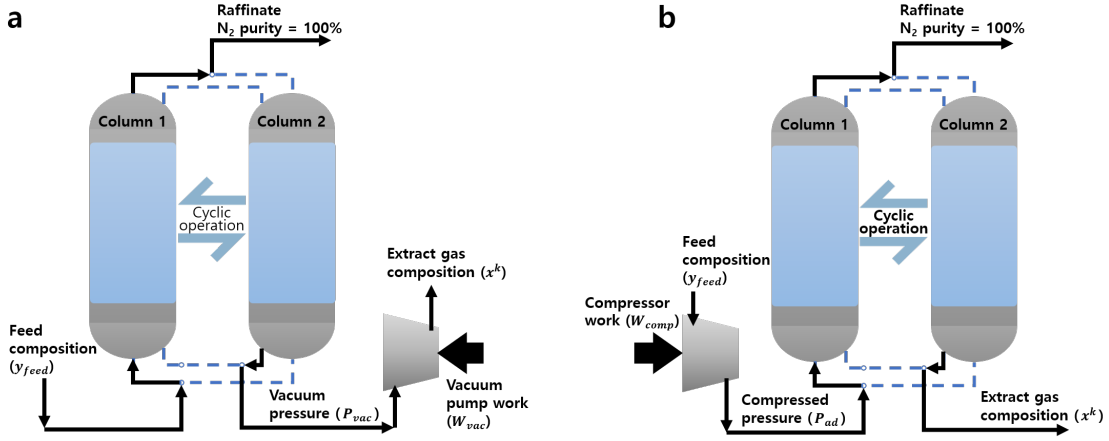 a
Raffinate
N₂ purity = 100%
Column 1
Column 2
Cyclic
operation
Feed
composition
(y_feed)
Extract gas
composition (x^k)
Vacuum
pressure (P_vac)
Vacuum
pump work
(W_vac)
b
Raffinate
N₂ purity = 100%
Column 1
Column 2
Cyclic
operation
Feed
composition
(y_feed)
Compressor
work (W_comp)
Compressed
pressure (P_ad)
Extract gas
composition (x^k)